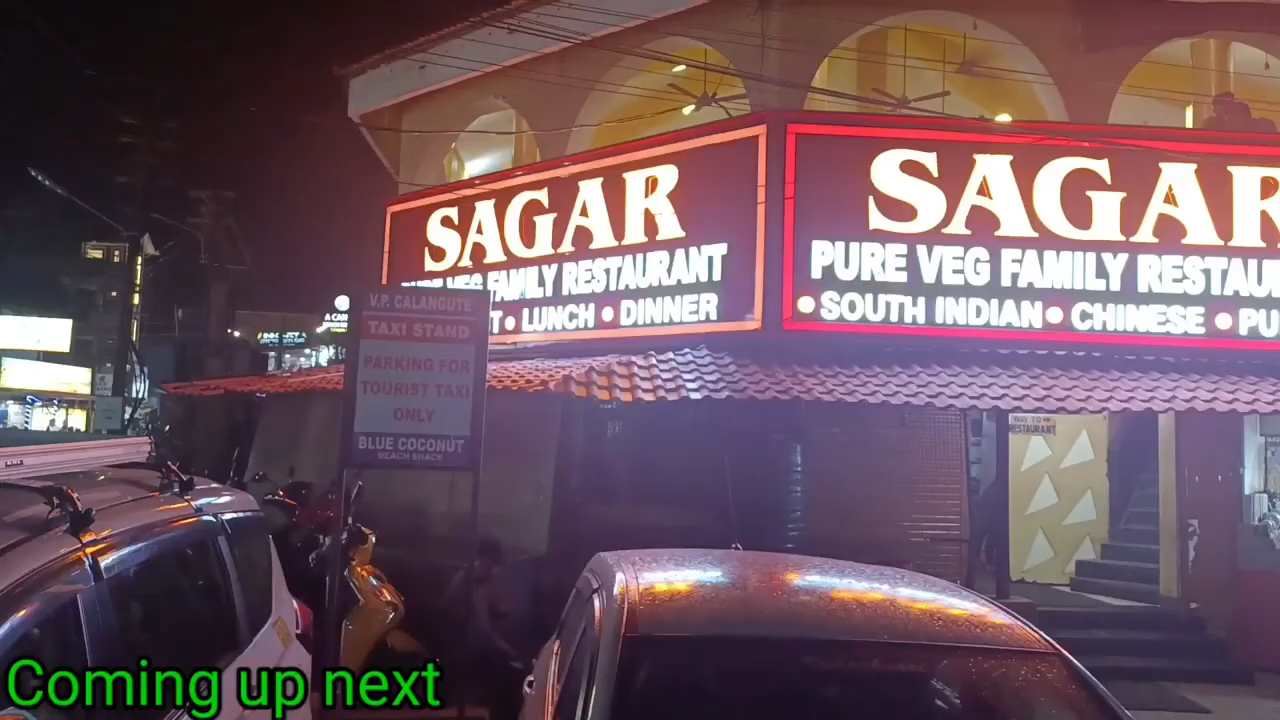 SAGAR
PURE VEG FAMILY RESTAURANT
• LUNCH • DINNER
SAGAR
PURE VEG FAMILY RESTAU
• SOUTH INDIAN • CHINESE • PU
V.P. CALANGUTE
TAXI STAND
PARKING FOR
TOURIST TAXI
ONLY
BLUE COCONUT
BEACH SHACK
WAY TO
RESTAURANT
Coming up next